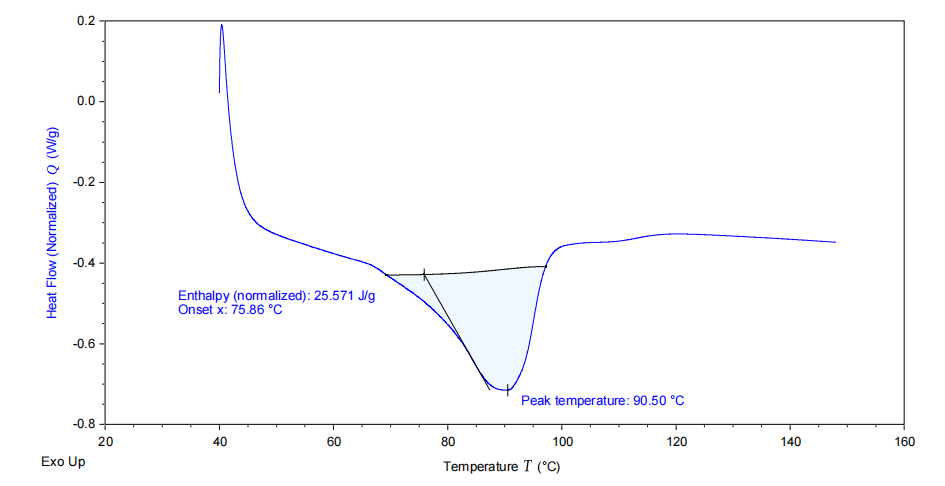 Heat Flow (Normalized) Q (W/g)
0.2
0.0
-0.2
-0.4
-0.6
-0.8
Enthalpy (normalized): 25.571 J/g
Onset x: 75.86 °C
Peak temperature: 90.50 °C
20 40 60 80 100 120 140 160
Exo Up
Temperature T (°C)